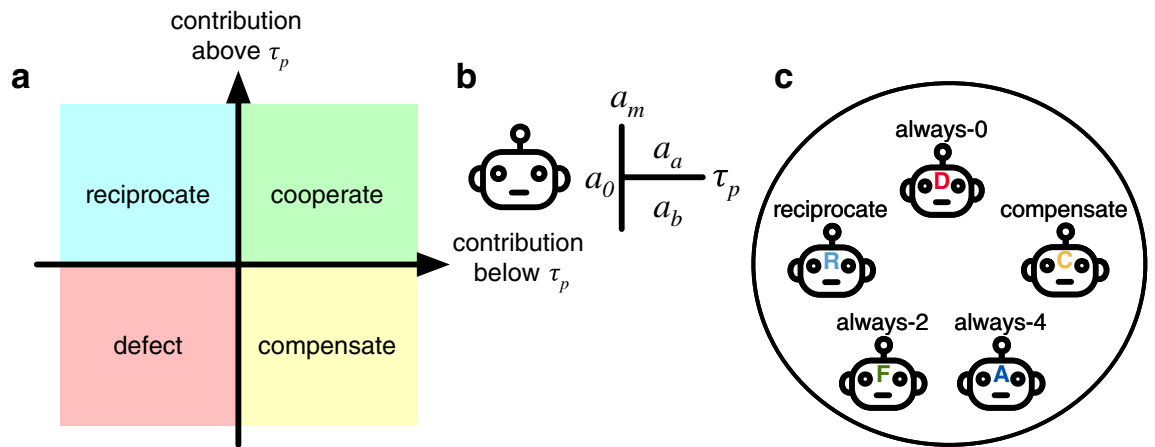 contribution
above τp
a
reciprocate
cooperate
defect
compensate
contribution
below τp
b
am
a0
aa
ab
τp
c
always-0
D
reciprocate
R
compensate
C
always-2
F
always-4
A